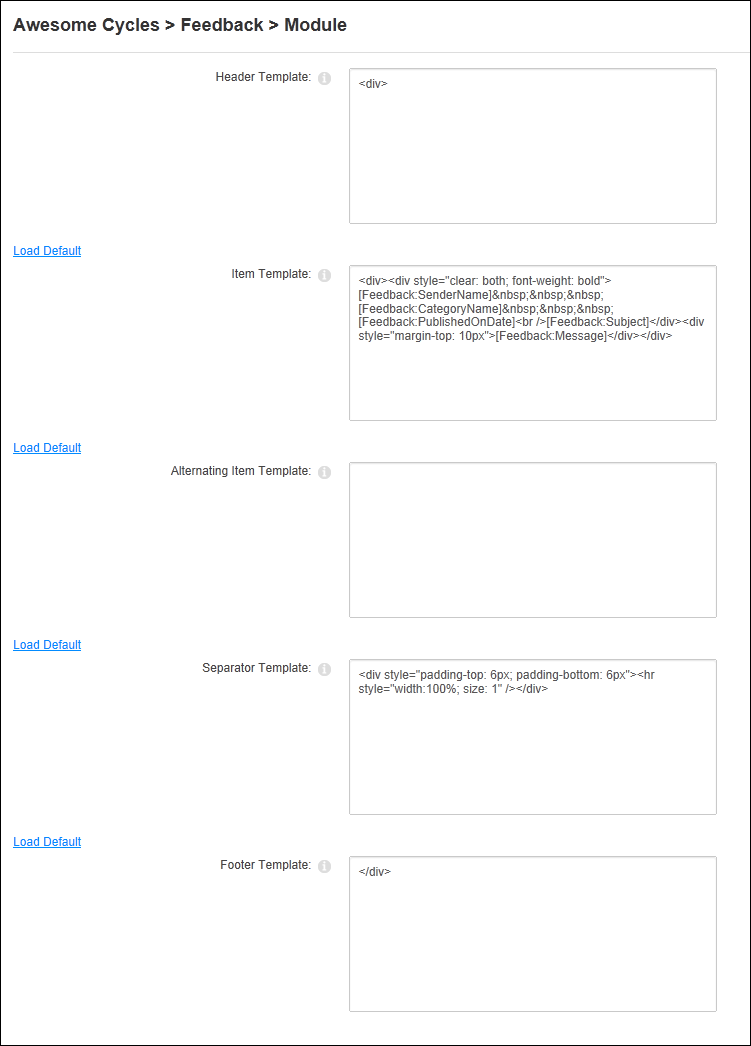 Awesome Cycles > Feedback > Module
Header Template:
<div>
Load Default
Item Template:
<div><div style="clear: both; font-weight: bold">
[Feedback:SenderName]&nbsp;&nbsp;&nbsp;
[Feedback:CategoryName]&nbsp;&nbsp;&nbsp;
[Feedback:PublishedOnDate]<br />[Feedback:Subject]</div><div
style="margin-top: 10px">[Feedback:Message]</div></div>
Load Default
Alternating Item Template:
Load Default
Separator Template:
<div style="padding-top: 6px; padding-bottom: 6px"><hr
style="width:100%; size: 1" /></div>
Load Default
Footer Template:
</div>